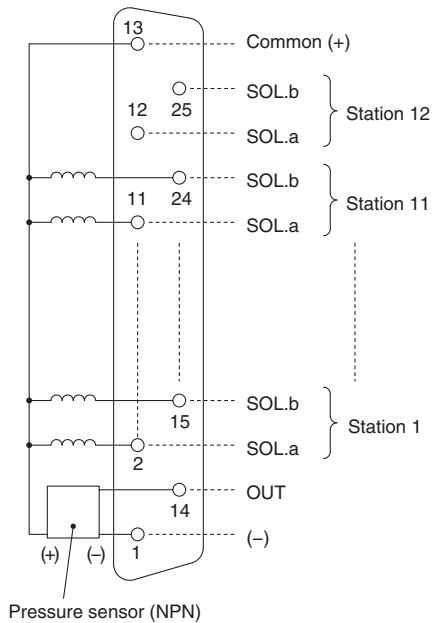 13
Common (+)
25
SOL.b
12
SOL.a
Station 12
24
SOL.b
11
SOL.a
Station 11
15
SOL.b
2
SOL.a
Station 1
14
OUT
1
(–)
(+) (–)
Pressure sensor (NPN)